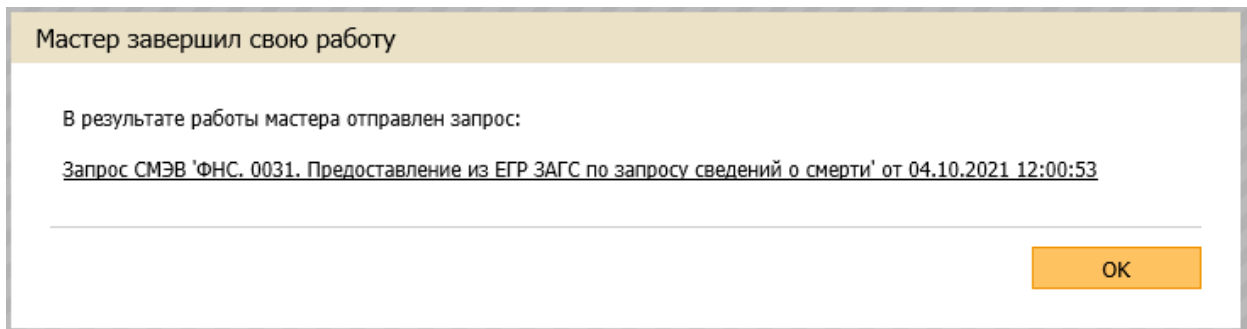 Мастер завершил свою работу
В результате работы мастера отправлен запрос:
Запрос СМЭВ 'ФНС. 0031. Предоставление из ЕГР ЗАГС по запросу сведений о смерти' от 04.10.2021 12:00:53
ОК